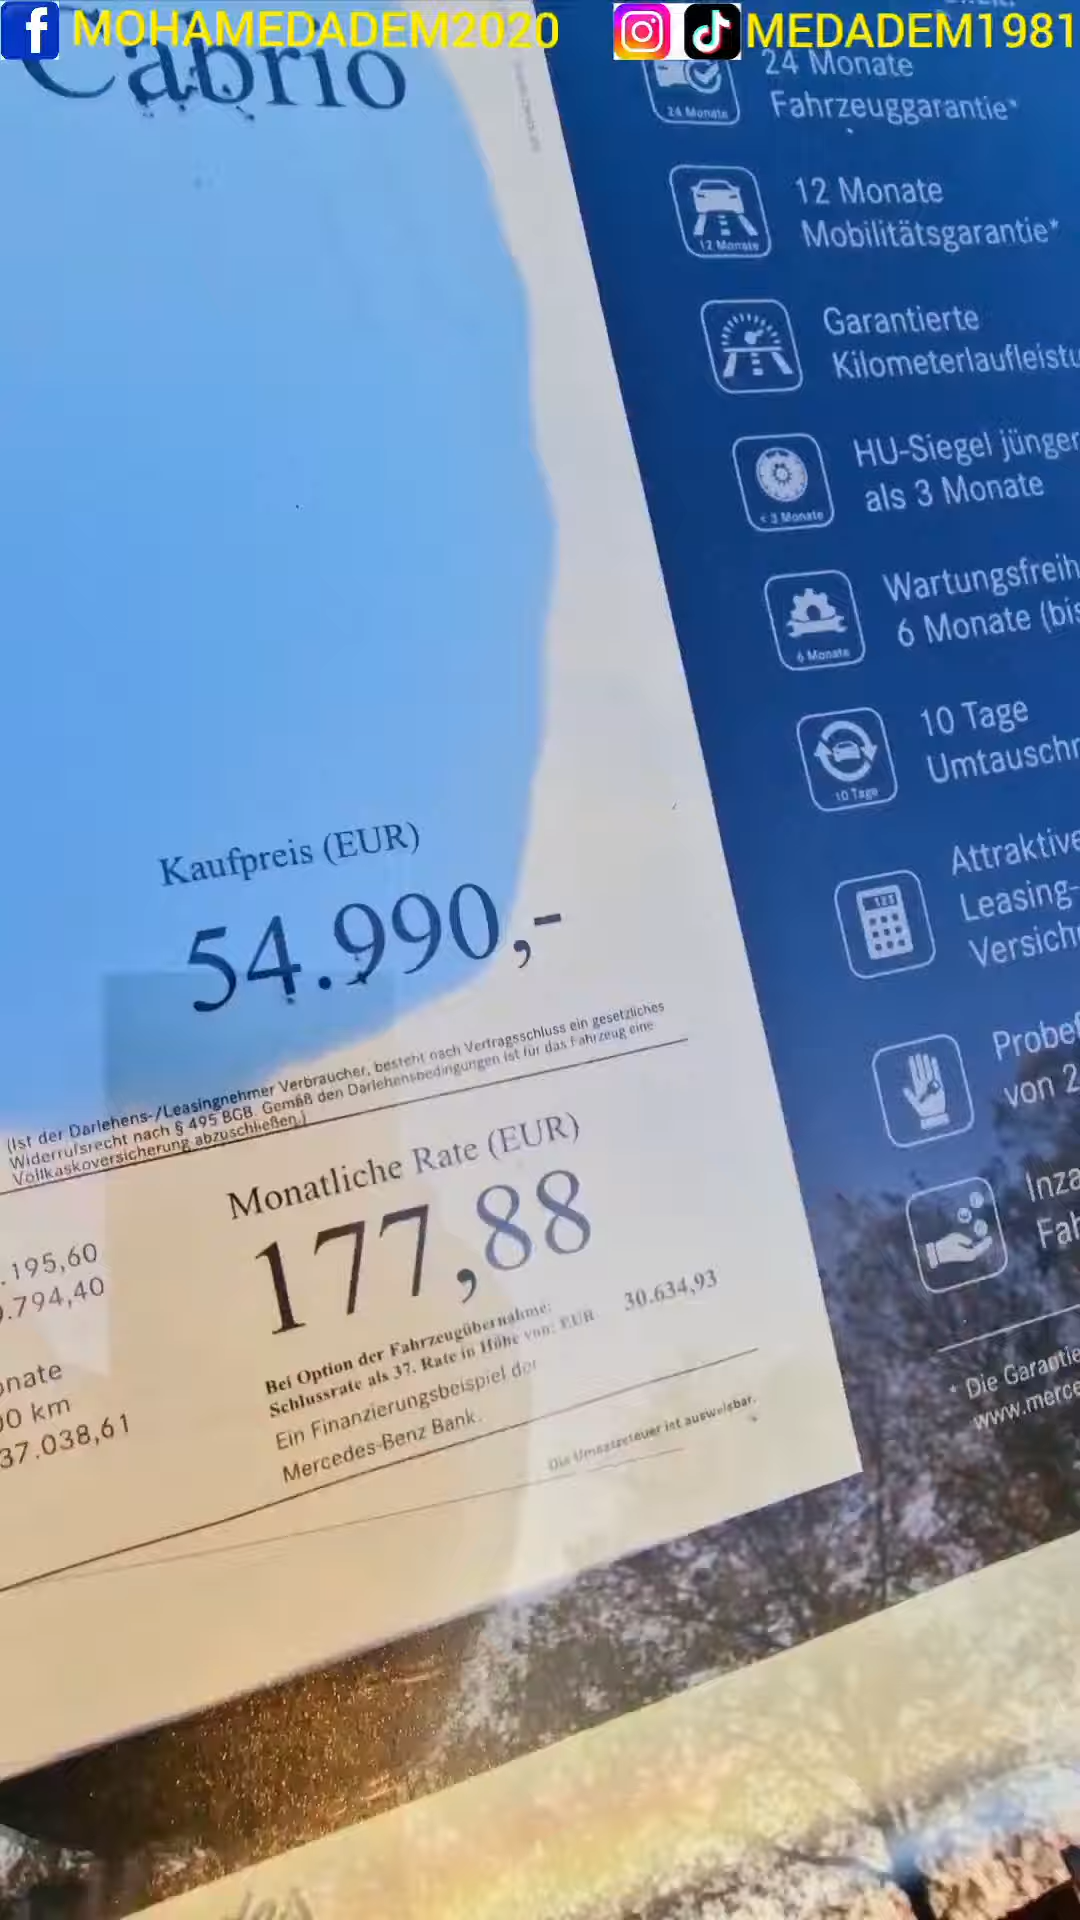 MOHAMEDADEM2020
MEDADEM1981
Cabrio
Kaufpreis (EUR)
54.990,-
(Ist der Darlehens-/Leasingnehmer Verbraucher, besteht nach Vertragsschluss ein gesetzliches
Widerrufsrecht nach § 495 BGB. Gemäß den Darlehensbedingungen ist für das Fahrzeug eine
Vollkaskoversicherung abzuschließen.)
Monatliche Rate (EUR)
177,88
.195,60
.794,40
onate
00 km
37.038,61
Bei Option der Fahrzeugübernahme:
Schlussrate als 37. Rate in Höhe von: EUR 30.634,93
Ein Finanzierungsbeispiel der
Mercedes-Benz Bank.
Die Umsatzsteuer ist ausweisbar.
24 Monate
24 Monate
Fahrzeuggarantie*
12 Monate
12 Monate
Mobilitätsgarantie*
Garantierte
Kilometerlaufleistu
< 3 Monate
HU-Siegel jünger
als 3 Monate
6 Monate
Wartungsfreih
6 Monate (bis
10 Tage
10 Tage
Umtauschr
123
Attraktive
Leasing-
Versich
Probef
von 2
Inza
Fah
* Die Garantie
www.merce